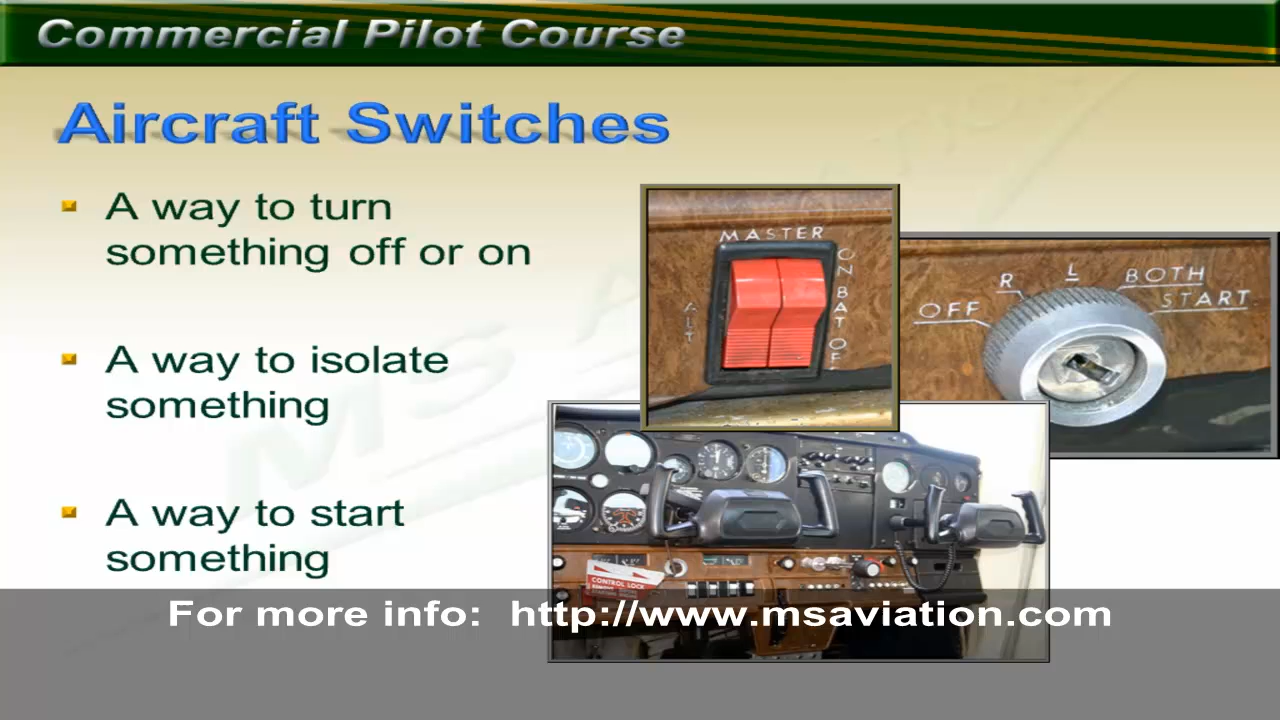 Commercial Pilot Course
Aircraft Switches
A way to turn
something off or on
A way to isolate
something
A way to start
something
MASTER
ALT
ON BAT OF
OFF
R
L
BOTH
START
CONTROL LOCK
For more info: http://www.msaviation.com